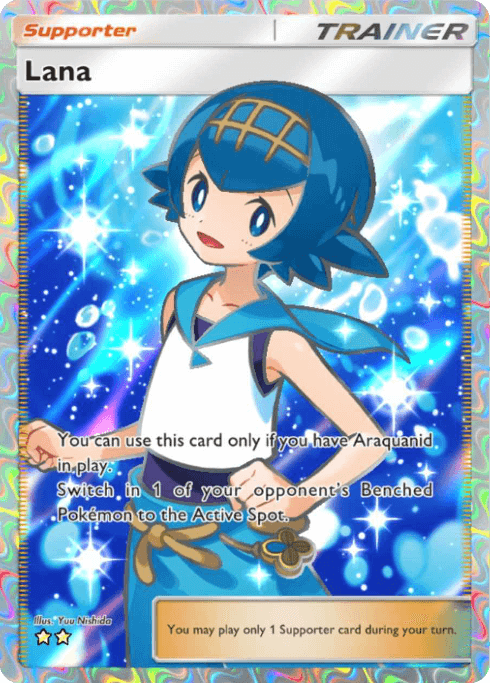 Supporter
TRAINER
Lana
You can use this card only if you have Araquanid
in play.
Switch in 1 of your opponent's Benched
Pokémon to the Active Spot.
Illus. Yuu Nishida
You may play only 1 Supporter card during your turn.